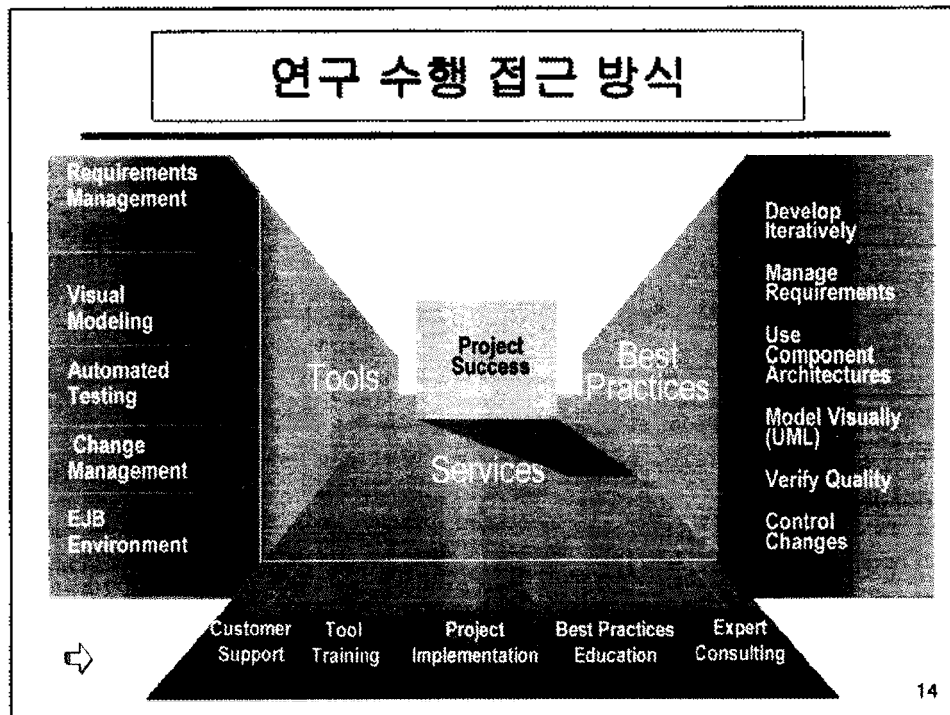 연구 수행 접근 방식
Requirements
Management
Visual
Modeling
Automated
Testing
Change
Management
EJB
Environment
Tools
Project
Success
Services
Best
Practices
Develop
Iteratively
Manage
Requirements
Use
Component
Architectures
Model Visually
(UML)
Verify Quality
Control
Changes
Customer
Support
Tool
Training
Project
Implementation
Best Practices
Education
Expert
Consulting
14